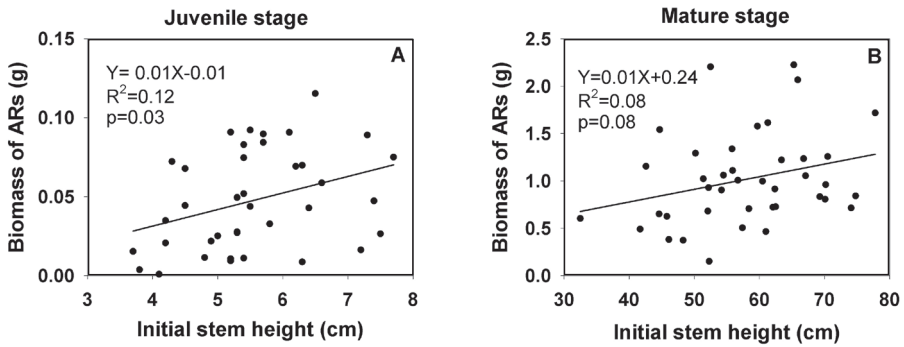 Juvenile stage
Biomass of ARs (g)
0.15
0.10
0.05
0.00
A
Y= 0.01X-0.01
R²=0.12
p=0.03
3 4 5 6 7 8
Initial stem height (cm)
Mature stage
Biomass of ARs (g)
2.5
2.0
1.5
1.0
0.5
0.0
B
Y=0.01X+0.24
R²=0.08
p=0.08
30 40 50 60 70 80
Initial stem height (cm)